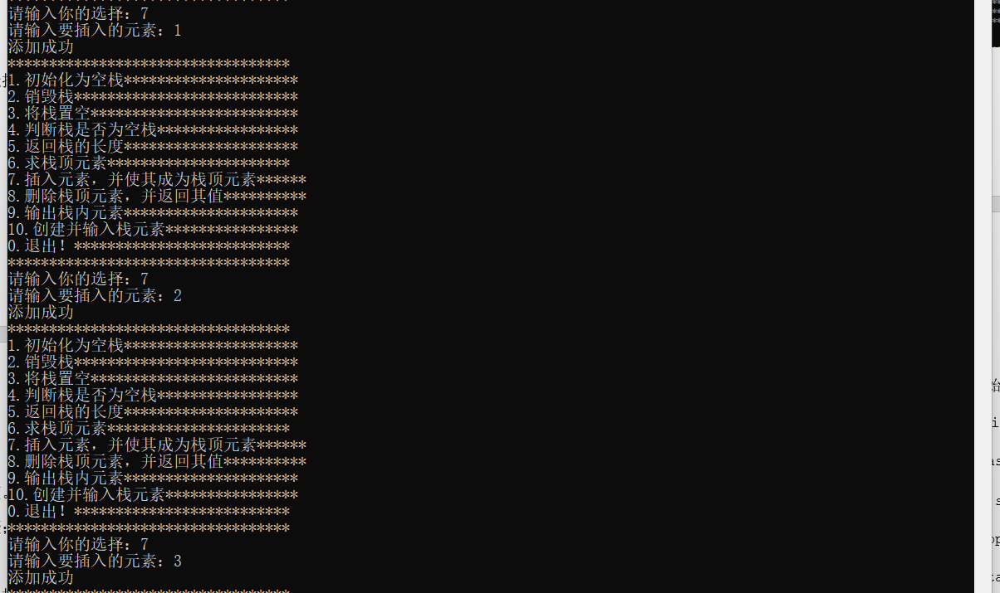 请输入你的选择：7
请输入要插入的元素：1
添加成功
**********************************
1.初始化为空栈*********************
2.销毁栈***************************
3.将栈置空*************************
4.判断栈是否为空栈*****************
5.返回栈的长度*********************
6.求栈顶元素**********************
7.插入元素，并使其成为栈顶元素******
8.删除栈顶元素，并返回其值**********
9.输出栈内元素*********************
10.创建并输入栈元素****************
0.退出！**************************
**********************************
请输入你的选择：7
请输入要插入的元素：2
添加成功
**********************************
1.初始化为空栈*********************
2.销毁栈***************************
3.将栈置空*************************
4.判断栈是否为空栈*****************
5.返回栈的长度*********************
6.求栈顶元素**********************
7.插入元素，并使其成为栈顶元素******
8.删除栈顶元素，并返回其值**********
9.输出栈内元素*********************
10.创建并输入栈元素****************
0.退出！**************************
**********************************
请输入你的选择：7
请输入要插入的元素：3
添加成功